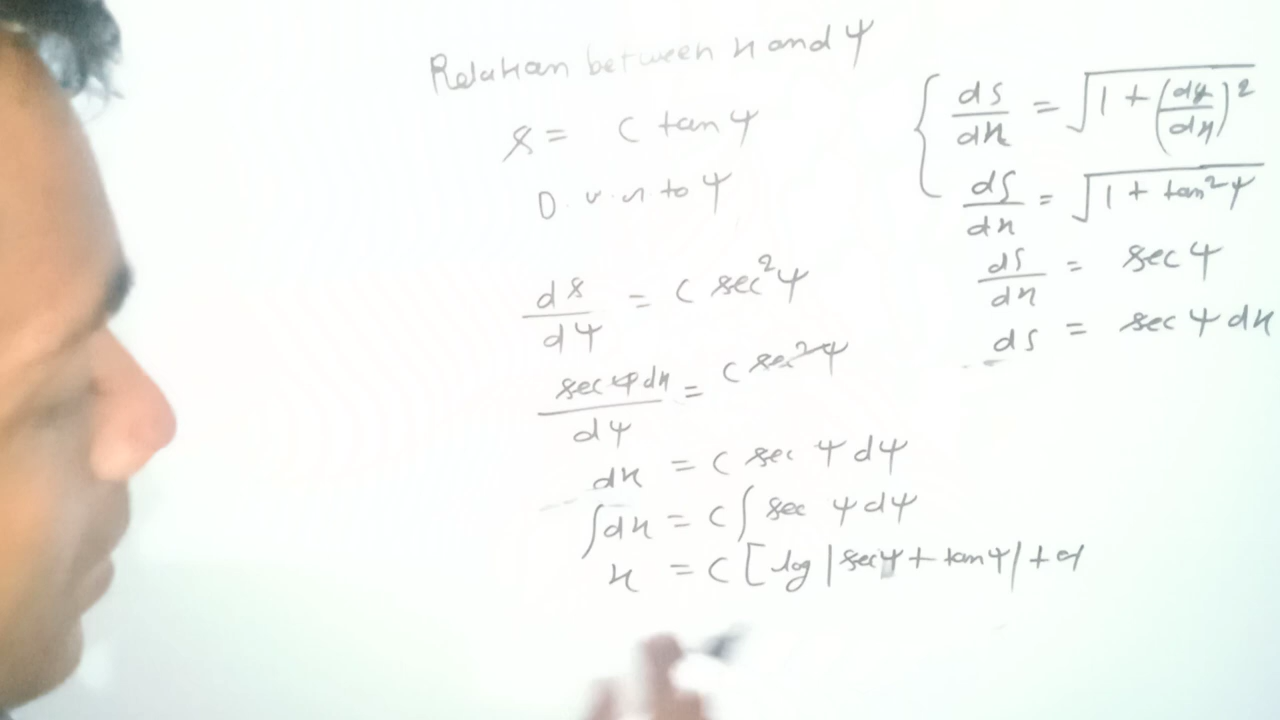 Relation between x and ψ
s = c tan ψ
D. w. r. to ψ
ds/dψ = c sec²ψ
sec ψ dx/dψ = c sec²ψ
dx = c sec ψ dψ
∫dx = c∫ sec ψ dψ
x = c [log |sec ψ + tan ψ| +
{ ds/dx = √(1 + (dy/dx)²)
ds/dx = √(1 + tan²ψ)
ds/dx = sec ψ
ds = sec ψ dx